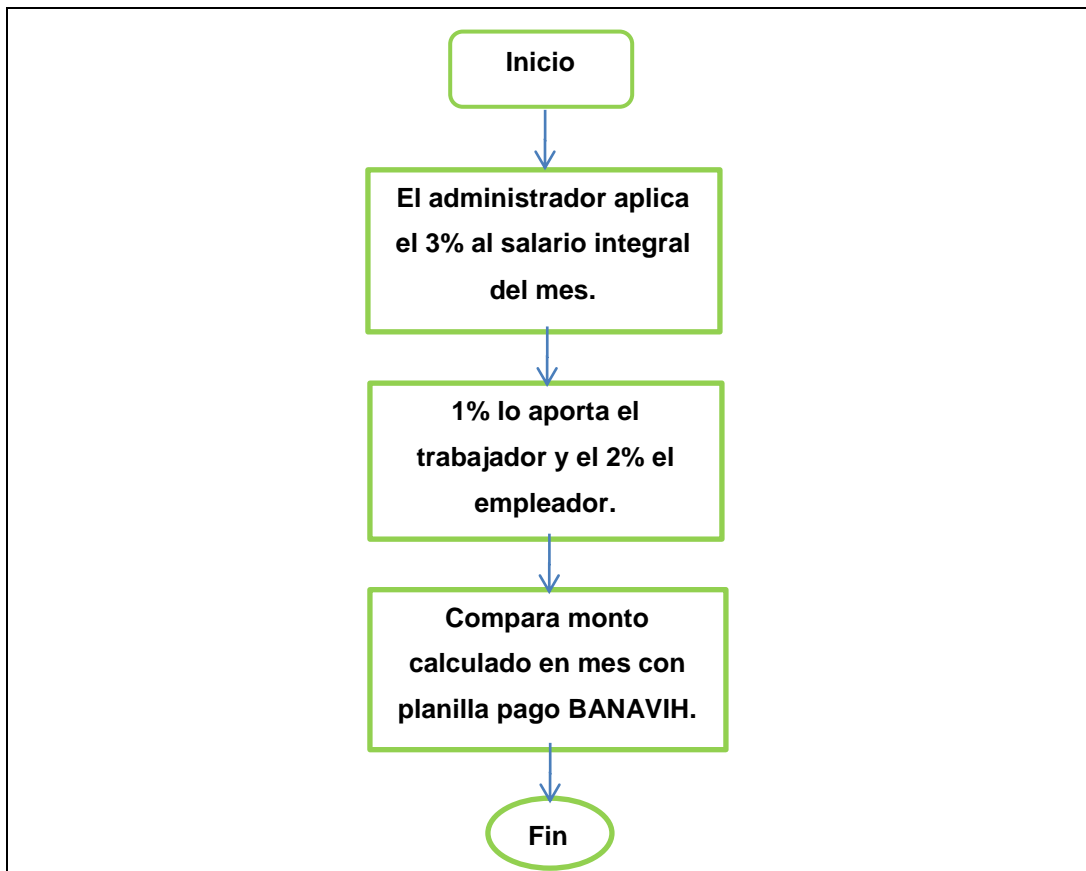 Inicio
El administrador aplica
el 3% al salario integral
del mes.
1% lo aporta el
trabajador y el 2% el
empleador.
Compara monto
calculado en mes con
planilla pago BANAVIH.
Fin